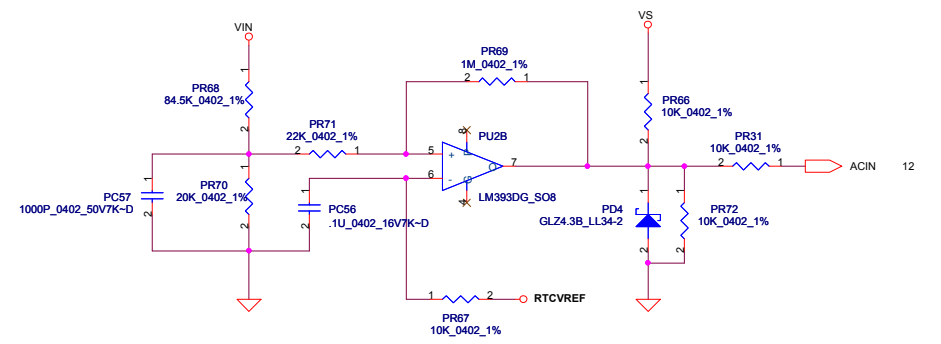 VIN
VS
PR69
1M_0402_1%
2
1
1
PR68
84.5K_0402_1%
2
1
PR66
10K_0402_1%
2
PR71
22K_0402_1%
2
1
8
PU2B
P
5
+
7
O
6
-
G
4
LM393DG_SO8
PR31
10K_0402_1%
2
1
ACIN
12
1
PC57
1000P_0402_50V7K~D
2
1
PR70
20K_0402_1%
2
1
PC56
.1U_0402_16V7K~D
2
1
PD4
GLZ4.3B_LL34-2
2
1
PR72
10K_0402_1%
2
1
2
RTCVREF
PR67
10K_0402_1%